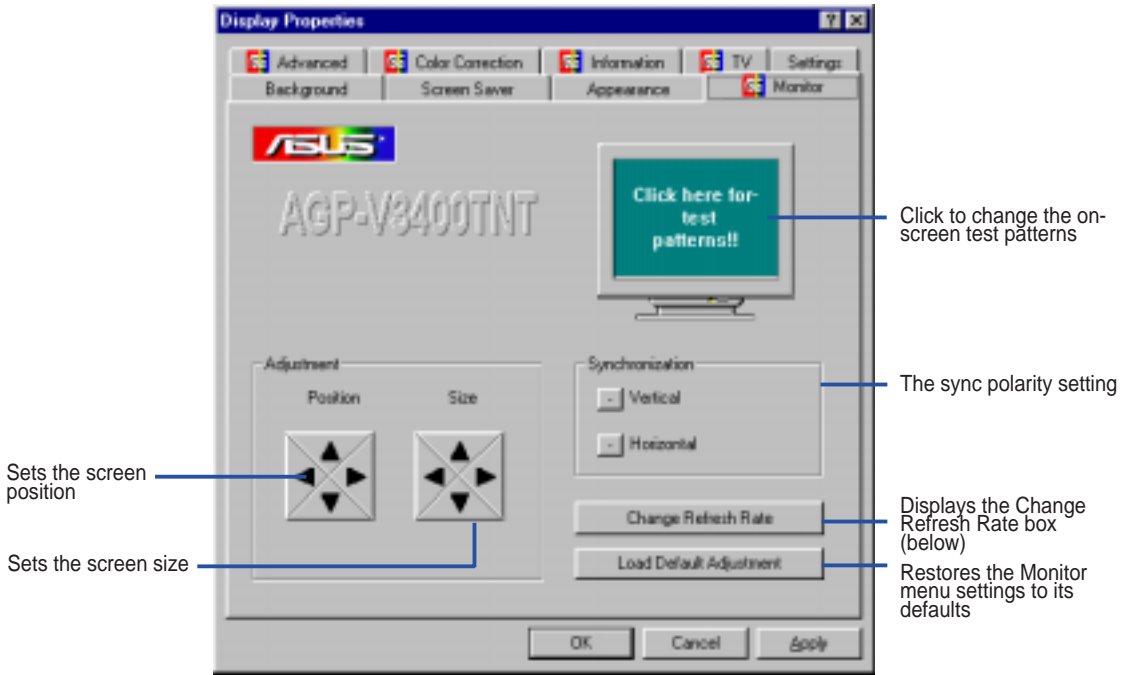 Display Properties
Advanced
Color Correction
Information
TV
Settings
Background
Screen Saver
Appearance
Monitor
ASUS
AGP-V3400TNT
Click here for-
test
patterns!!
Click to change the on-
screen test patterns
Adjustment
Position
Size
Synchronization
- Vertical
- Horizontal
The sync polarity setting
Sets the screen
position
Sets the screen size
Change Refresh Rate
Load Default Adjustment
Displays the Change
Refresh Rate box
(below)
Restores the Monitor
menu settings to its
defaults
OK
Cancel
Apply